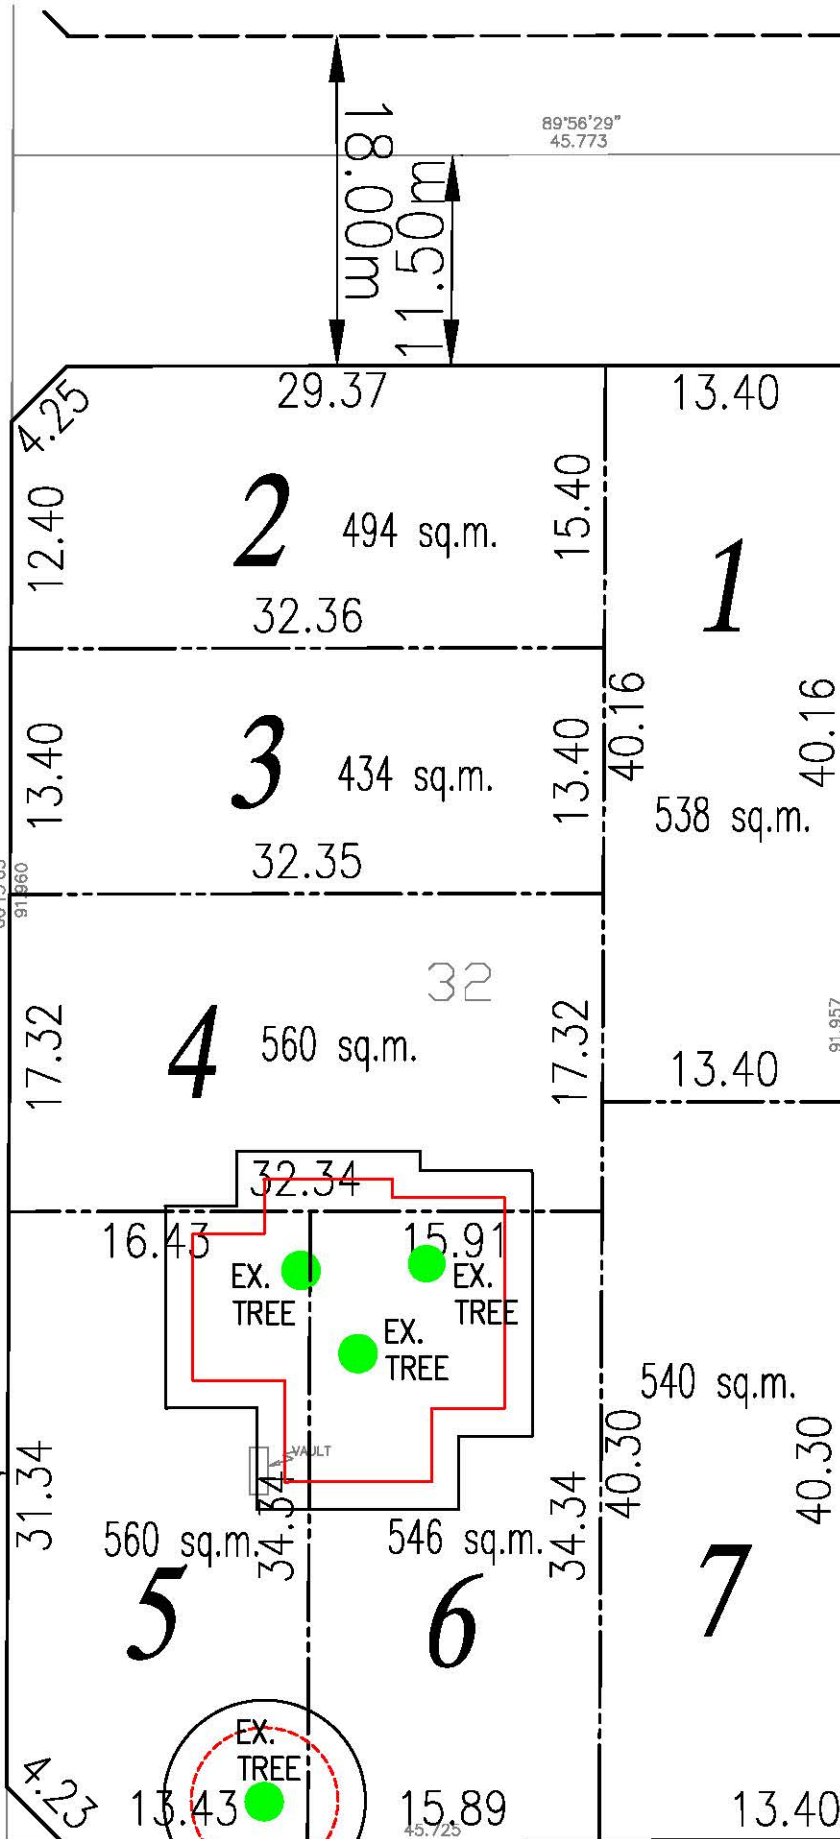 89°56'29"
45.773
18.00m
11.50m
29.37
13.40
4.25
12.40
2
494 sq.m.
15.40
1
32.36
13.40
3
434 sq.m.
13.40
40.16
40.16
538 sq.m.
32.35
91.960
32
17.32
4
560 sq.m.
17.32
91.957
13.40
32.34
16.43
15.91
EX.
TREE
EX.
TREE
EX.
TREE
540 sq.m.
VAULT
31.34
34.34
34.34
40.30
40.30
560 sq.m.
546 sq.m.
5
6
7
EX.
TREE
4.23
13.43
15.89
13.40
45.725